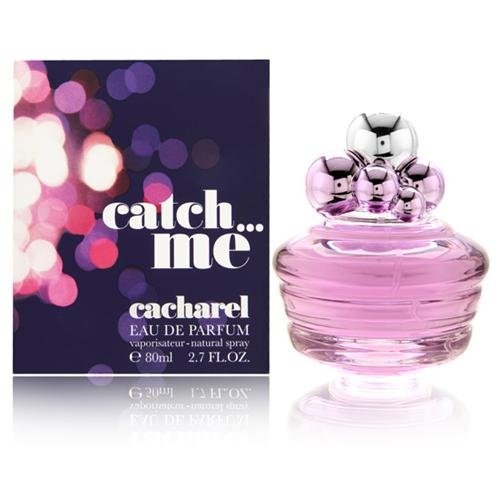 catch...
me
cacharel
EAU DE PARFUM
vaporisateur - natural spray
℮ 80ml 2.7 FL.OZ.